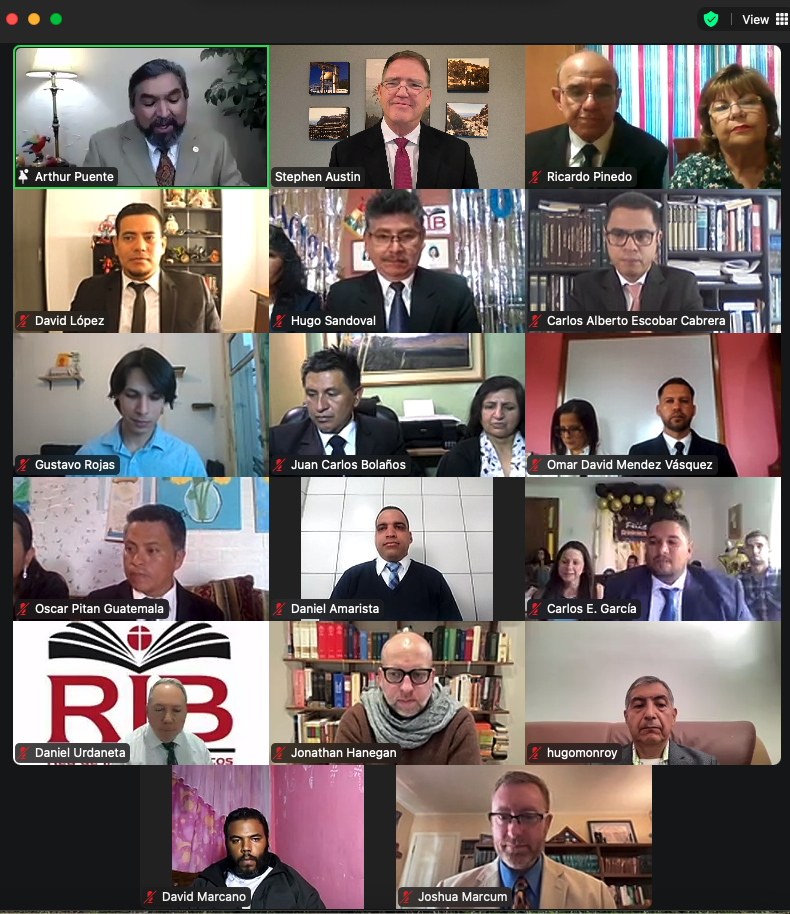 View
Arthur Puente
Stephen Austin
Ricardo Pinedo
David López
RIB
Hugo Sandoval
Carlos Alberto Escobar Cabrera
Gustavo Rojas
Juan Carlos Bolaños
Omar David Mendez Vásquez
Oscar Pitan Guatemala
Daniel Amarista
Carlos E. García
RIB
Daniel Urdaneta
Jonathan Hanegan
hugomonroy
David Marcano
Joshua Marcum